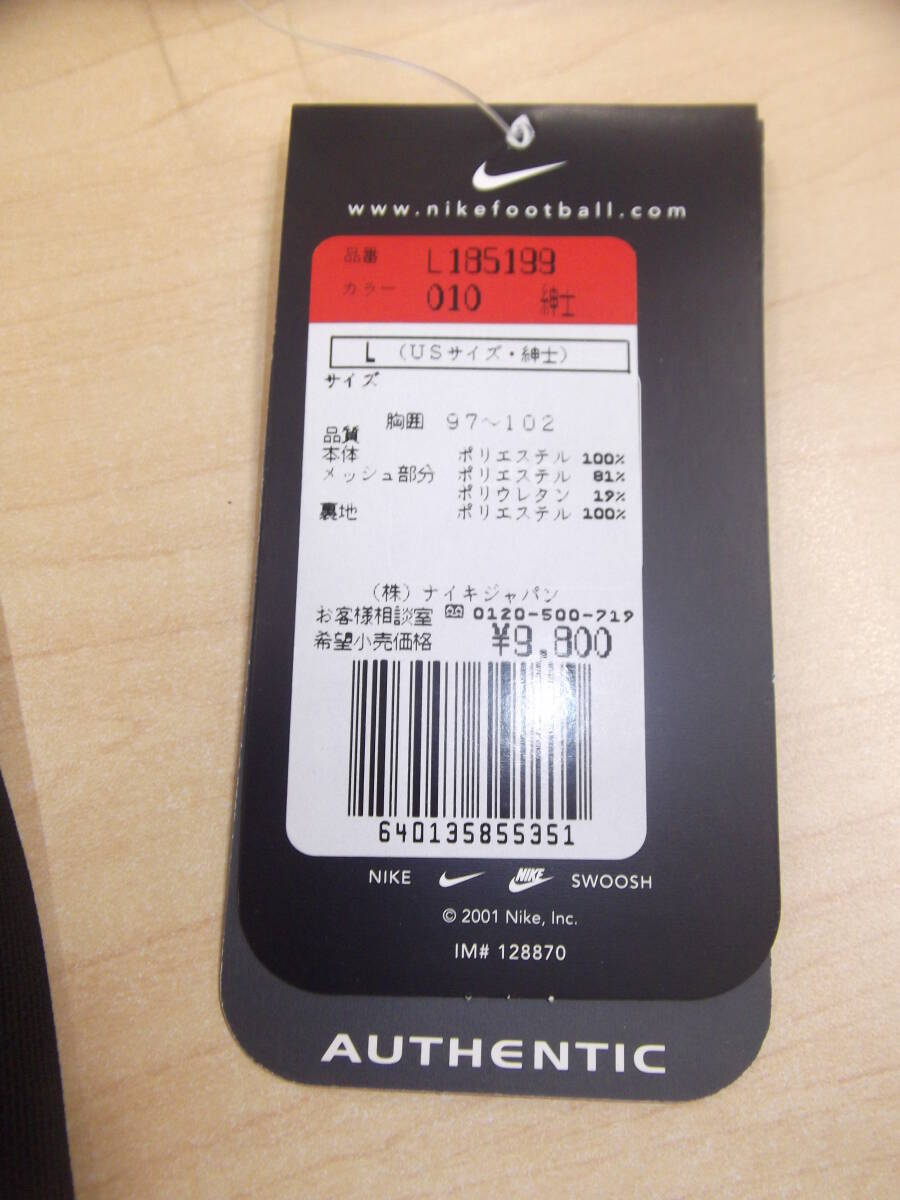 www.nikefootball.com
品番 L185199
カラー 010 紳士
L (USサイズ・紳士)
サイズ
胸囲 97〜102
品質
本体 ポリエステル 100%
メッシュ部分 ポリエステル 81%
ポリウレタン 19%
裏地 ポリエステル 100%
(株)ナイキジャパン
お客様相談室 0120-500-719
希望小売価格 ¥9,800
640135855351
NIKE NIKE SWOOSH
© 2001 Nike, Inc.
IM# 128870
AUTHENTIC